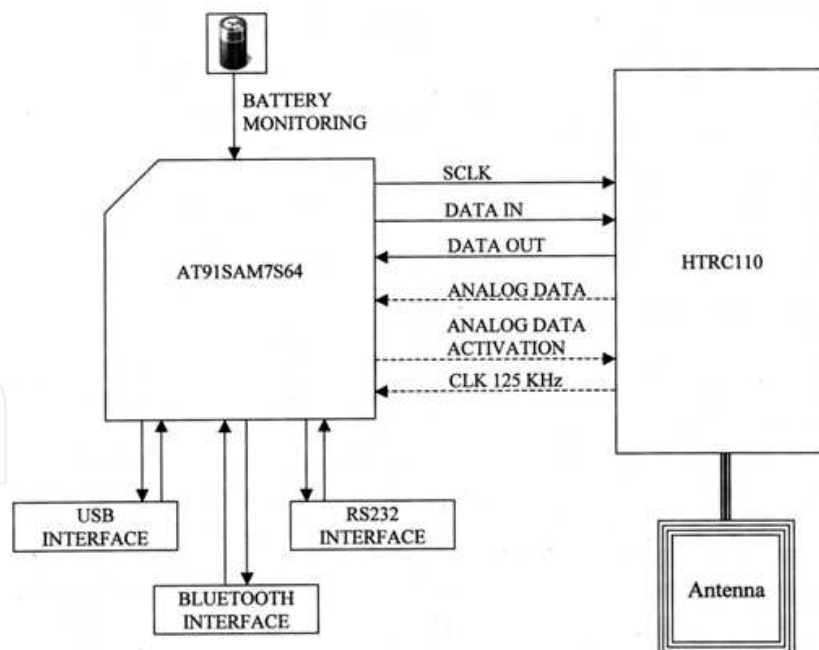 BATTERY
MONITORING
SCLK
DATA IN
DATA OUT
ANALOG DATA
ANALOG DATA
ACTIVATION
CLK 125 KHz
AT91SAM7S64
HTRC110
USB
INTERFACE
RS232
INTERFACE
BLUETOOTH
INTERFACE
Antenna